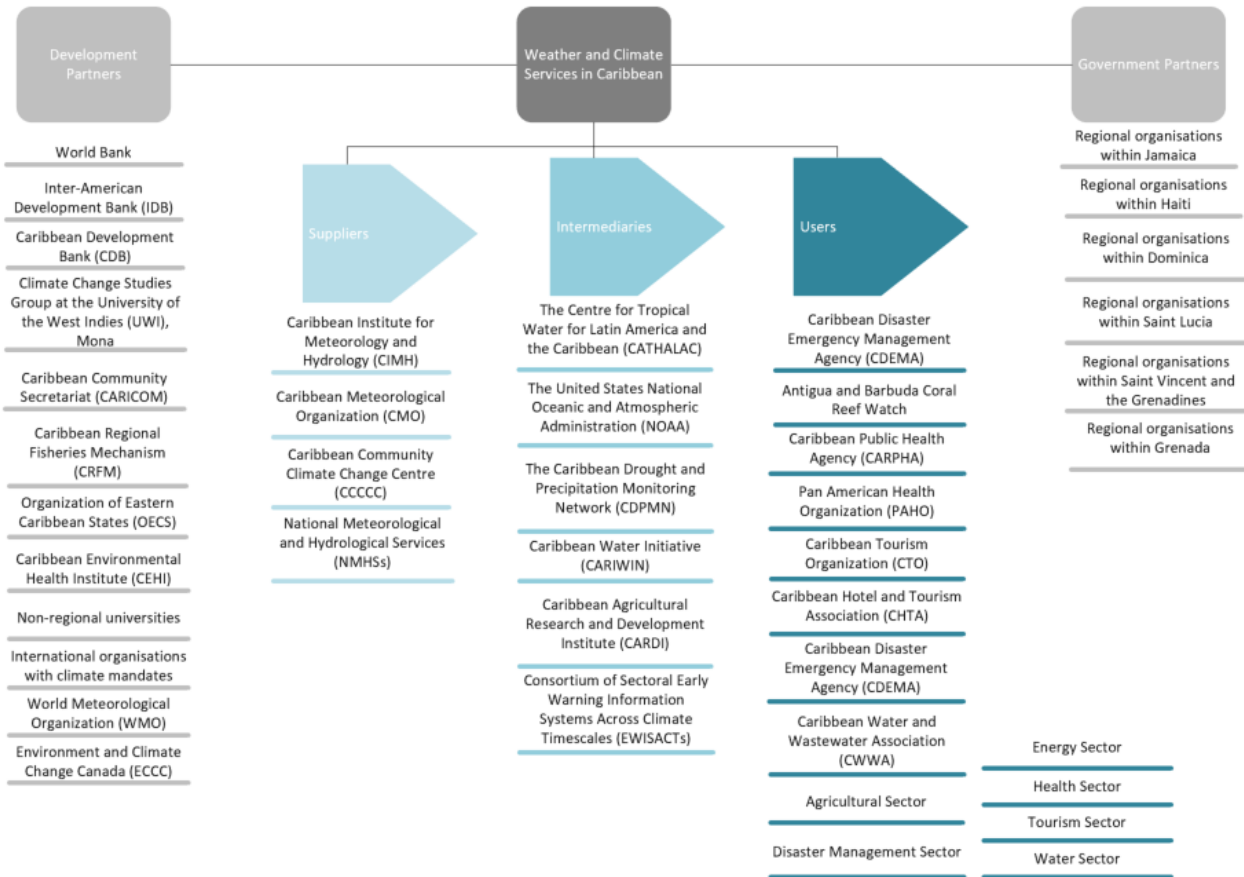 Development
Partners
Weather and Climate
Services in Caribbean
Government Partners
World Bank
Inter-American
Development Bank (IDB)
Caribbean Development
Bank (CDB)
Climate Change Studies
Group at the University of
the West Indies (UWI),
Mona
Caribbean Community
Secretariat (CARICOM)
Caribbean Regional
Fisheries Mechanism
(CRFM)
Organization of Eastern
Caribbean States (OECS)
Caribbean Environmental
Health Institute (CEHI)
Non-regional universities
International organisations
with climate mandates
World Meteorological
Organization (WMO)
Environment and Climate
Change Canada (ECCC)
Suppliers
Caribbean Institute for
Meteorology and
Hydrology (CIMH)
Caribbean Meteorological
Organization (CMO)
Caribbean Community
Climate Change Centre
(CCCCC)
National Meteorological
and Hydrological Services
(NMHSs)
Intermediaries
The Centre for Tropical
Water for Latin America and
the Caribbean (CATHALAC)
The United States National
Oceanic and Atmospheric
Administration (NOAA)
The Caribbean Drought and
Precipitation Monitoring
Network (CDPMN)
Caribbean Water Initiative
(CARIWIN)
Caribbean Agricultural
Research and Development
Institute (CARDI)
Consortium of Sectoral Early
Warning Information
Systems Across Climate
Timescales (EWISACTs)
Users
Caribbean Disaster
Emergency Management
Agency (CDEMA)
Antigua and Barbuda Coral
Reef Watch
Caribbean Public Health
Agency (CARPHA)
Pan American Health
Organization (PAHO)
Caribbean Tourism
Organization (CTO)
Caribbean Hotel and Tourism
Association (CHTA)
Caribbean Disaster
Emergency Management
Agency (CDEMA)
Caribbean Water and
Wastewater Association
(CWWA)
Agricultural Sector
Disaster Management Sector
Energy Sector
Health Sector
Tourism Sector
Water Sector
Regional organisations
within Jamaica
Regional organisations
within Haiti
Regional organisations
within Dominica
Regional organisations
within Saint Lucia
Regional organisations
within Saint Vincent and
the Grenadines
Regional organisations
within Grenada